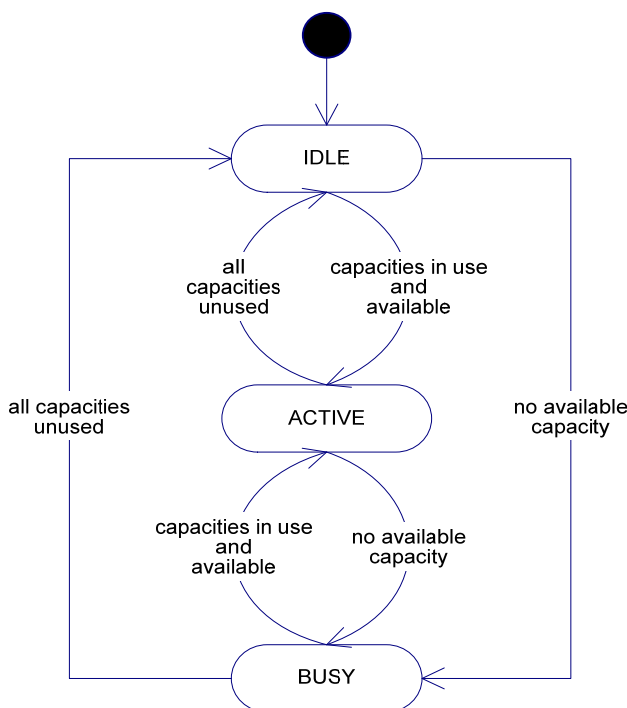 IDLE
all
capacities
unused
capacities in use
and
available
all capacities
unused
ACTIVE
no available
capacity
capacities in use
and
available
no available
capacity
BUSY